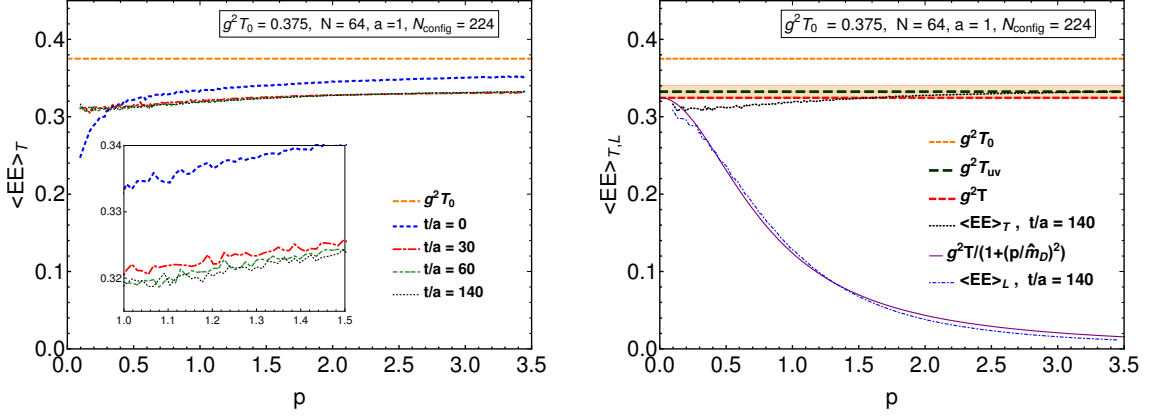 g²T₀ = 0.375, N = 64, a =1, N_config = 224
0.4
0.3
0.2
0.1
0.0
<EE>_T
0.34
0.33
0.32
1.0 1.1 1.2 1.3 1.4 1.5
g²T₀
t/a = 0
t/a = 30
t/a = 60
t/a = 140
0.0 0.5 1.0 1.5 2.0 2.5 3.0 3.5
p
g²T₀ = 0.375, N = 64, a = 1, N_config = 224
0.4
0.3
0.2
0.1
0.0
<EE>_T,L
g²T₀
g²T_uv
g²T
<EE>_T , t/a = 140
g²T/(1+(p/m̂_D)²)
<EE>_L , t/a = 140
0.0 0.5 1.0 1.5 2.0 2.5 3.0 3.5
p